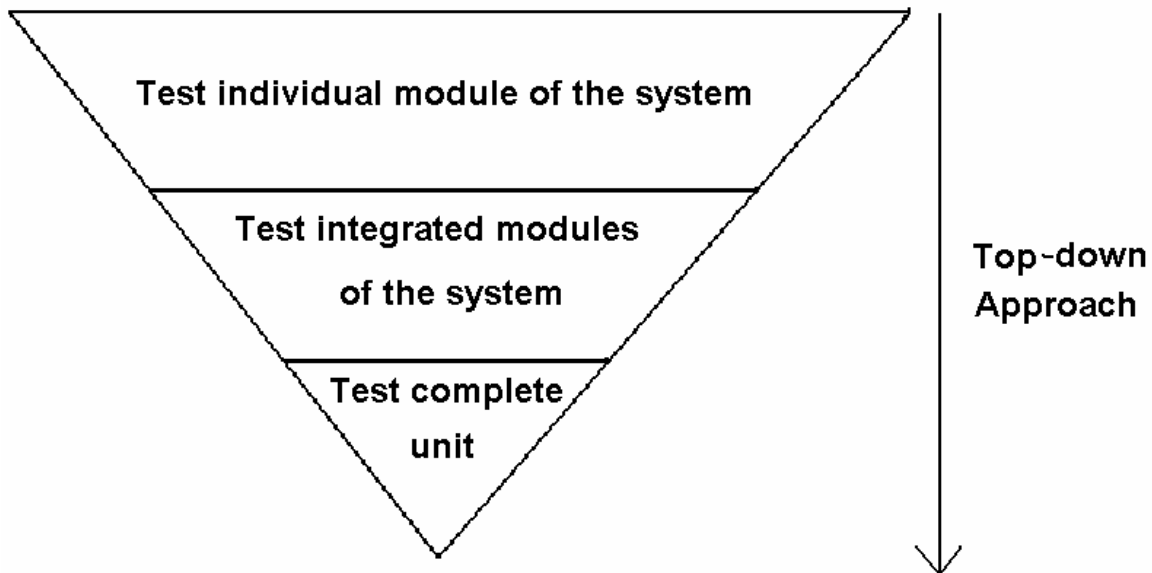 Test individual module of the system
Test integrated modules
of the system
Test complete
unit
Top-down
Approach